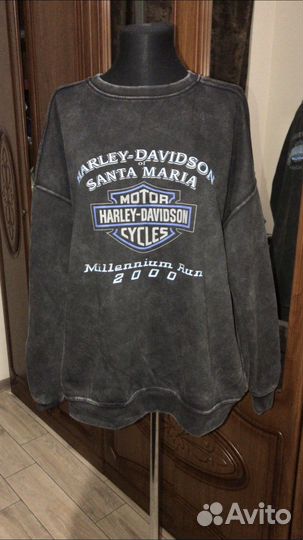 HARLEY-DAVIDSON
of
SANTA MARIA
MOTOR
HARLEY-DAVIDSON
CYCLES
Millennium Run
2000
Avito